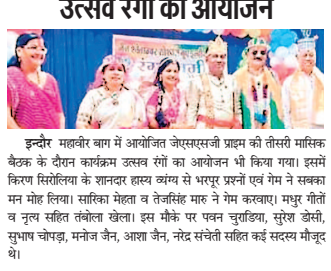 उत्सव रंगों का आयोजन
इन्दौर महावीर बाग में आयोजित जेएसएसजी प्राइम की तीसरी मासिक
बैठक के दौरान कार्यक्रम उत्सव रंगों का आयोजन भी किया गया। इसमें
किरण सिरोलिया के शानदार हास्य व्यंग्य से भरपूर प्रश्नों एवं गेम ने सबका
मन मोह लिया। सारिका मेहता व तेजसिंह मारु ने गेम करवाए। मधुर गीतों
व नृत्य सहित तंबोला खेला। इस मौके पर पवन चुराडिया, सुरेश डोसी,
सुभाष चोपड़ा, मनोज जैन, आशा जैन, नरेद्र संचेती सहित कई सदस्य मौजूद
थे।